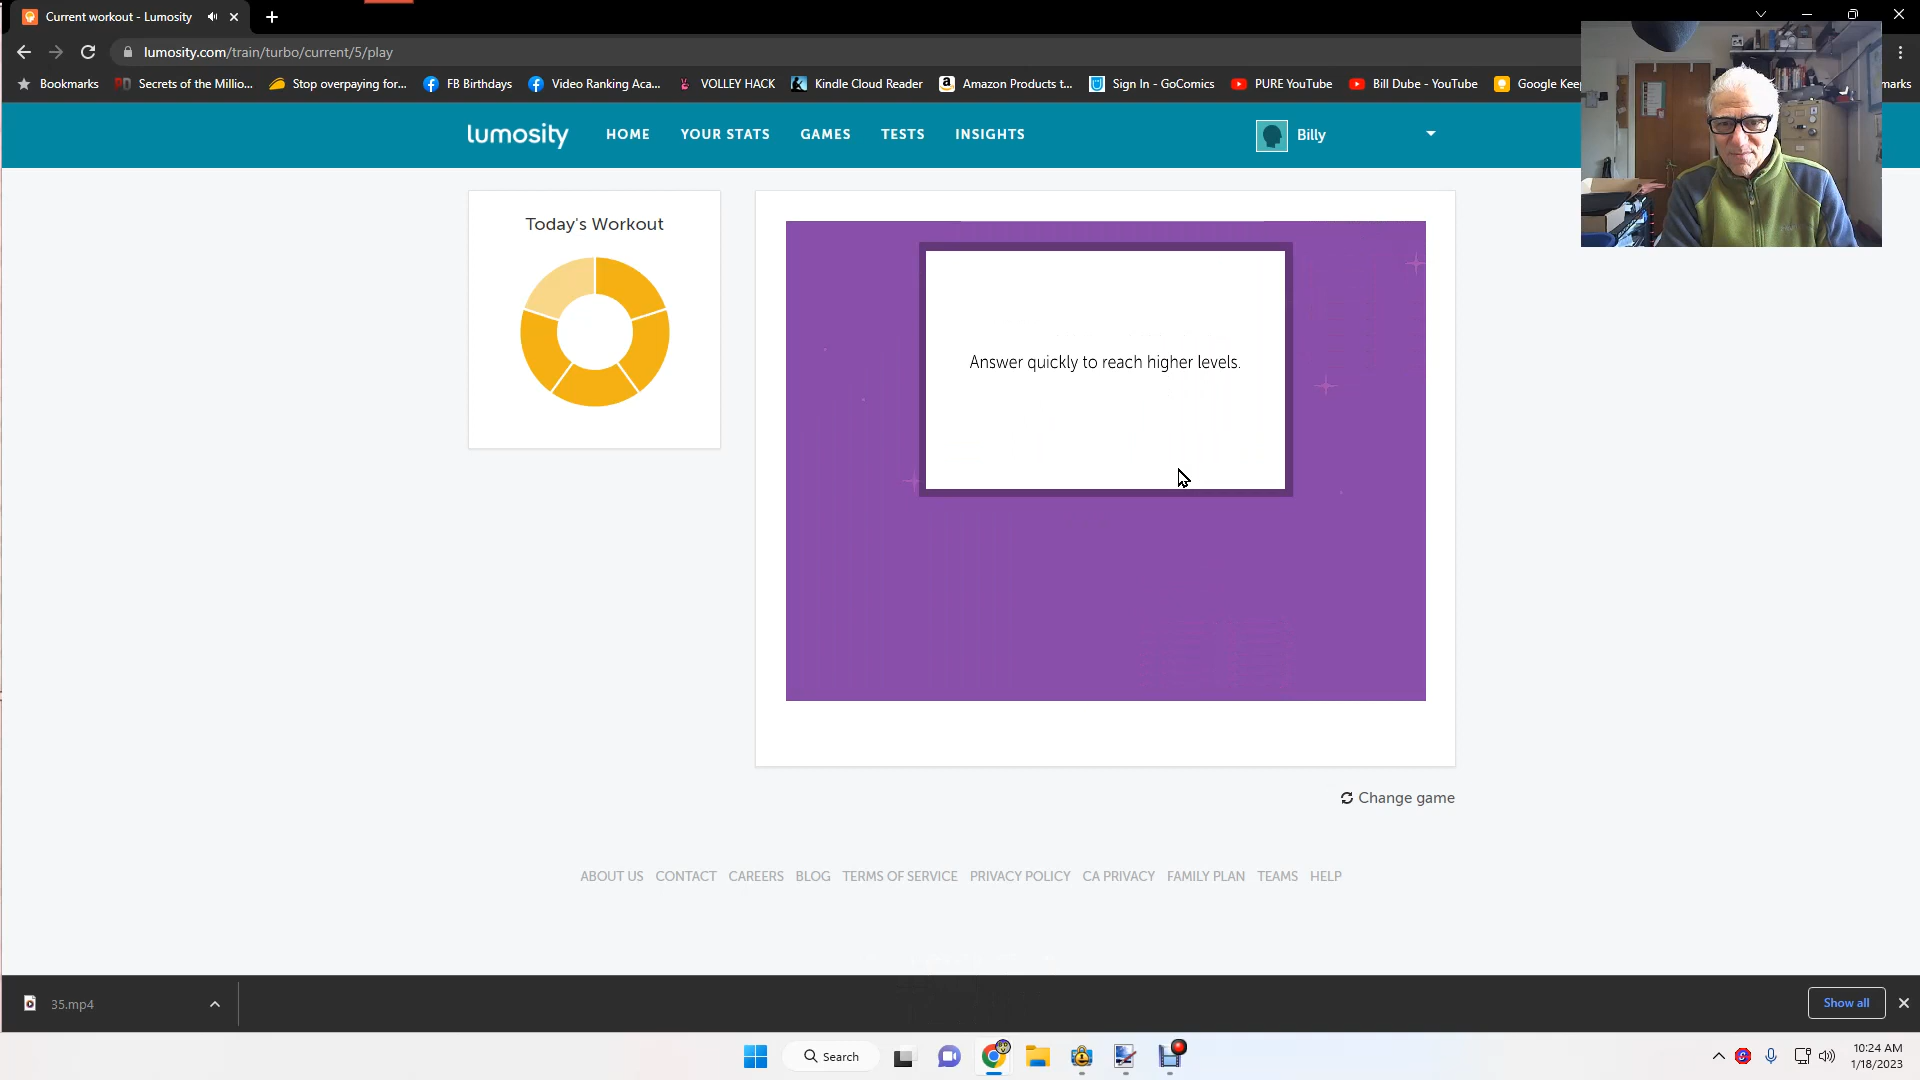 Current workout - Lumosity
lumosity.com/train/turbo/current/5/play
Bookmarks
Secrets of the Millio...
Stop overpaying for...
FB Birthdays
Video Ranking Aca...
VOLLEY HACK
Kindle Cloud Reader
Amazon Products t...
Sign In - GoComics
PURE YouTube
Bill Dube - YouTube
Google Keep
marks
lumosity
HOME
YOUR STATS
GAMES
TESTS
INSIGHTS
Billy
Today's Workout
Answer quickly to reach higher levels.
Change game
ABOUT US CONTACT CAREERS BLOG TERMS OF SERVICE PRIVACY POLICY CA PRIVACY FAMILY PLAN TEAMS HELP
35.mp4
Show all
Search
10:24 AM
1/18/2023